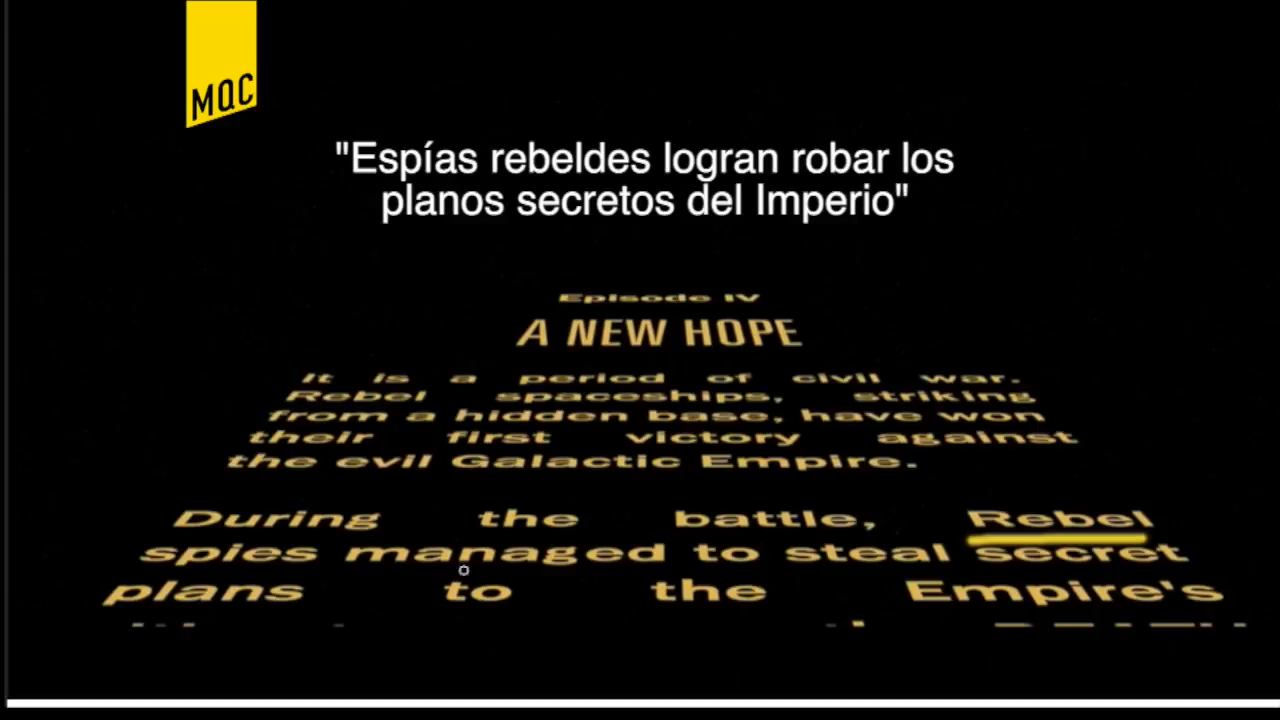 MQC
"Espías rebeldes logran robar los
planos secretos del Imperio"
Episode IV
A NEW HOPE
It is a period of civil war.
Rebel spaceships, striking
from a hidden base, have won
their first victory against
the evil Galactic Empire.
During the battle, Rebel
spies managed to steal secret
plans to the Empire's